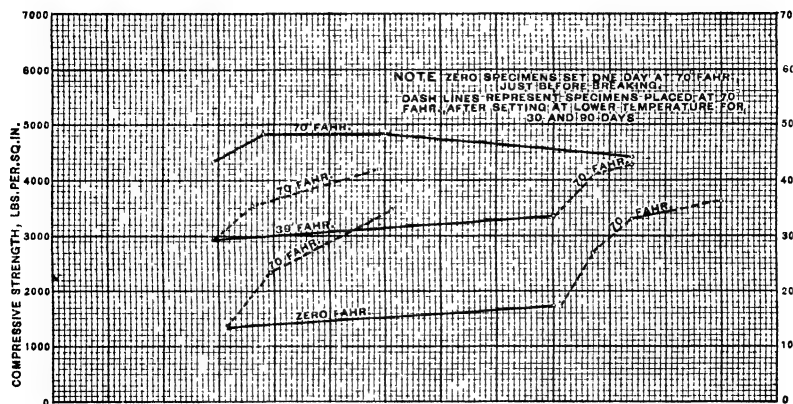 7000
6000
5000
4000
3000
2000
1000
0
COMPRESSIVE STRENGTH, LBS.PER.SQ.IN.
NOTE ZERO SPECIMENS SET ONE DAY AT 70 FAHR.
JUST BEFORE BREAKING.
DASH LINES REPRESENT SPECIMENS PLACED AT 70
FAHR. AFTER SETTING AT LOWER TEMPERATURE FOR
30 AND 90 DAYS
70 FAHR.
70 FAHR.
39 FAHR.
70 FAHR.
ZERO FAHR.
70 FAHR.
70
70
60
50
40
30
20
10
0